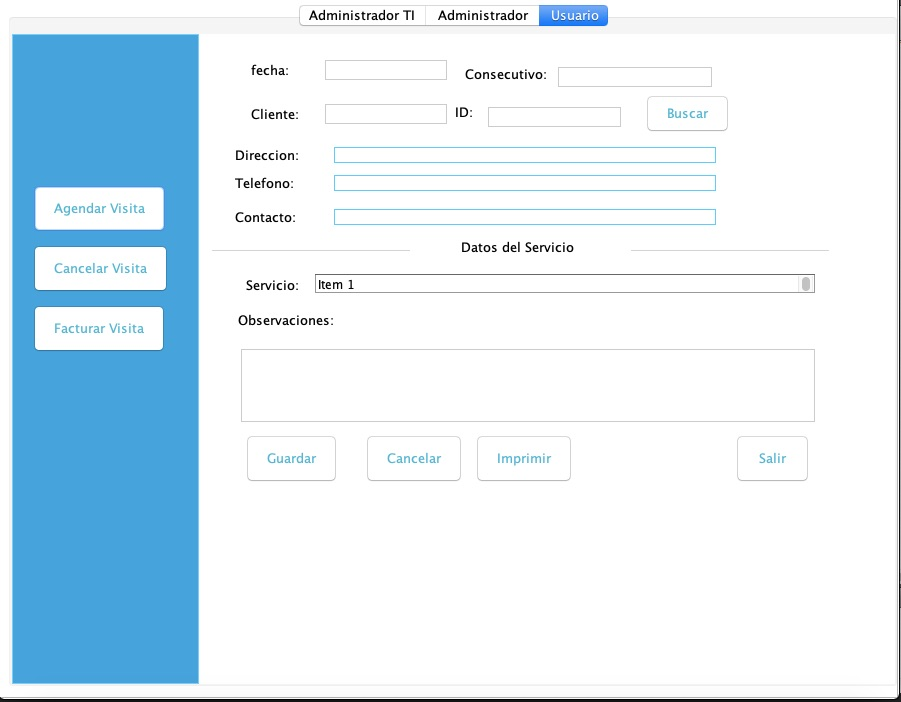 Administrador TI Administrador Usuario
fecha: Consecutivo:
Cliente: ID: Buscar
Direccion:
Telefono:
Contacto:
Datos del Servicio
Servicio: Item 1
Observaciones:
Guardar Cancelar Imprimir Salir
Agendar Visita
Cancelar Visita
Facturar Visita